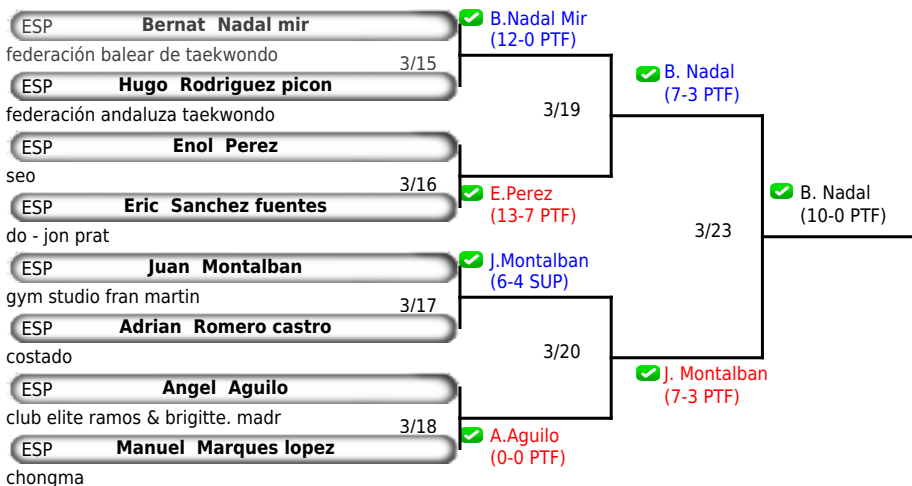 ESP Bernat Nadal mir
federación balear de taekwondo
3/15
ESP Hugo Rodriguez picon
federación andaluza taekwondo
ESP Enol Perez
seo
3/16
ESP Eric Sanchez fuentes
do - jon prat
ESP Juan Montalban
gym studio fran martin
3/17
ESP Adrian Romero castro
costado
ESP Angel Aguilo
club elite ramos & brigitte. madr
3/18
ESP Manuel Marques lopez
chongma
B.Nadal Mir
(12-0 PTF)
3/19
E.Perez
(13-7 PTF)
J.Montalban
(6-4 SUP)
3/20
A.Aguilo
(0-0 PTF)
B. Nadal
(7-3 PTF)
3/23
J. Montalban
(7-3 PTF)
B. Nadal
(10-0 PTF)